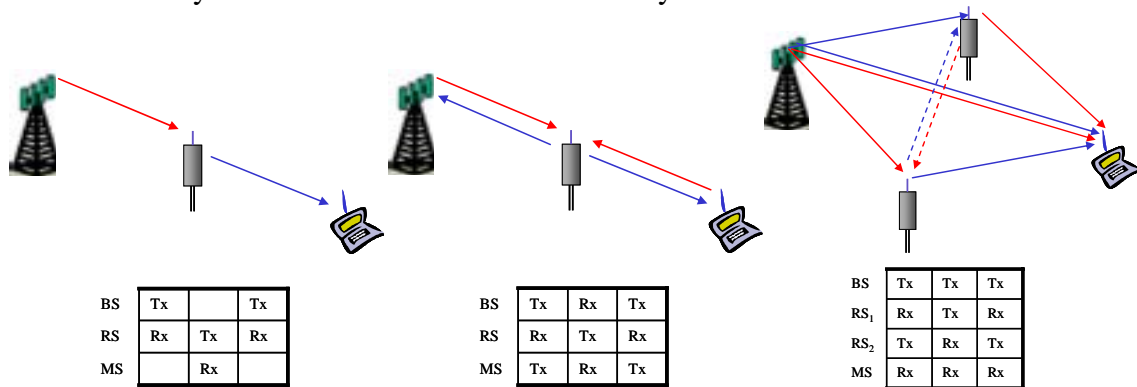 BS Tx Tx
RS Rx Tx Rx
MS Rx
BS Tx Rx Tx
RS Rx Tx Rx
MS Tx Rx Tx
BS Tx Tx Tx
RS1 Rx Tx Rx
RS2 Tx Rx Tx
MS Rx Rx Rx